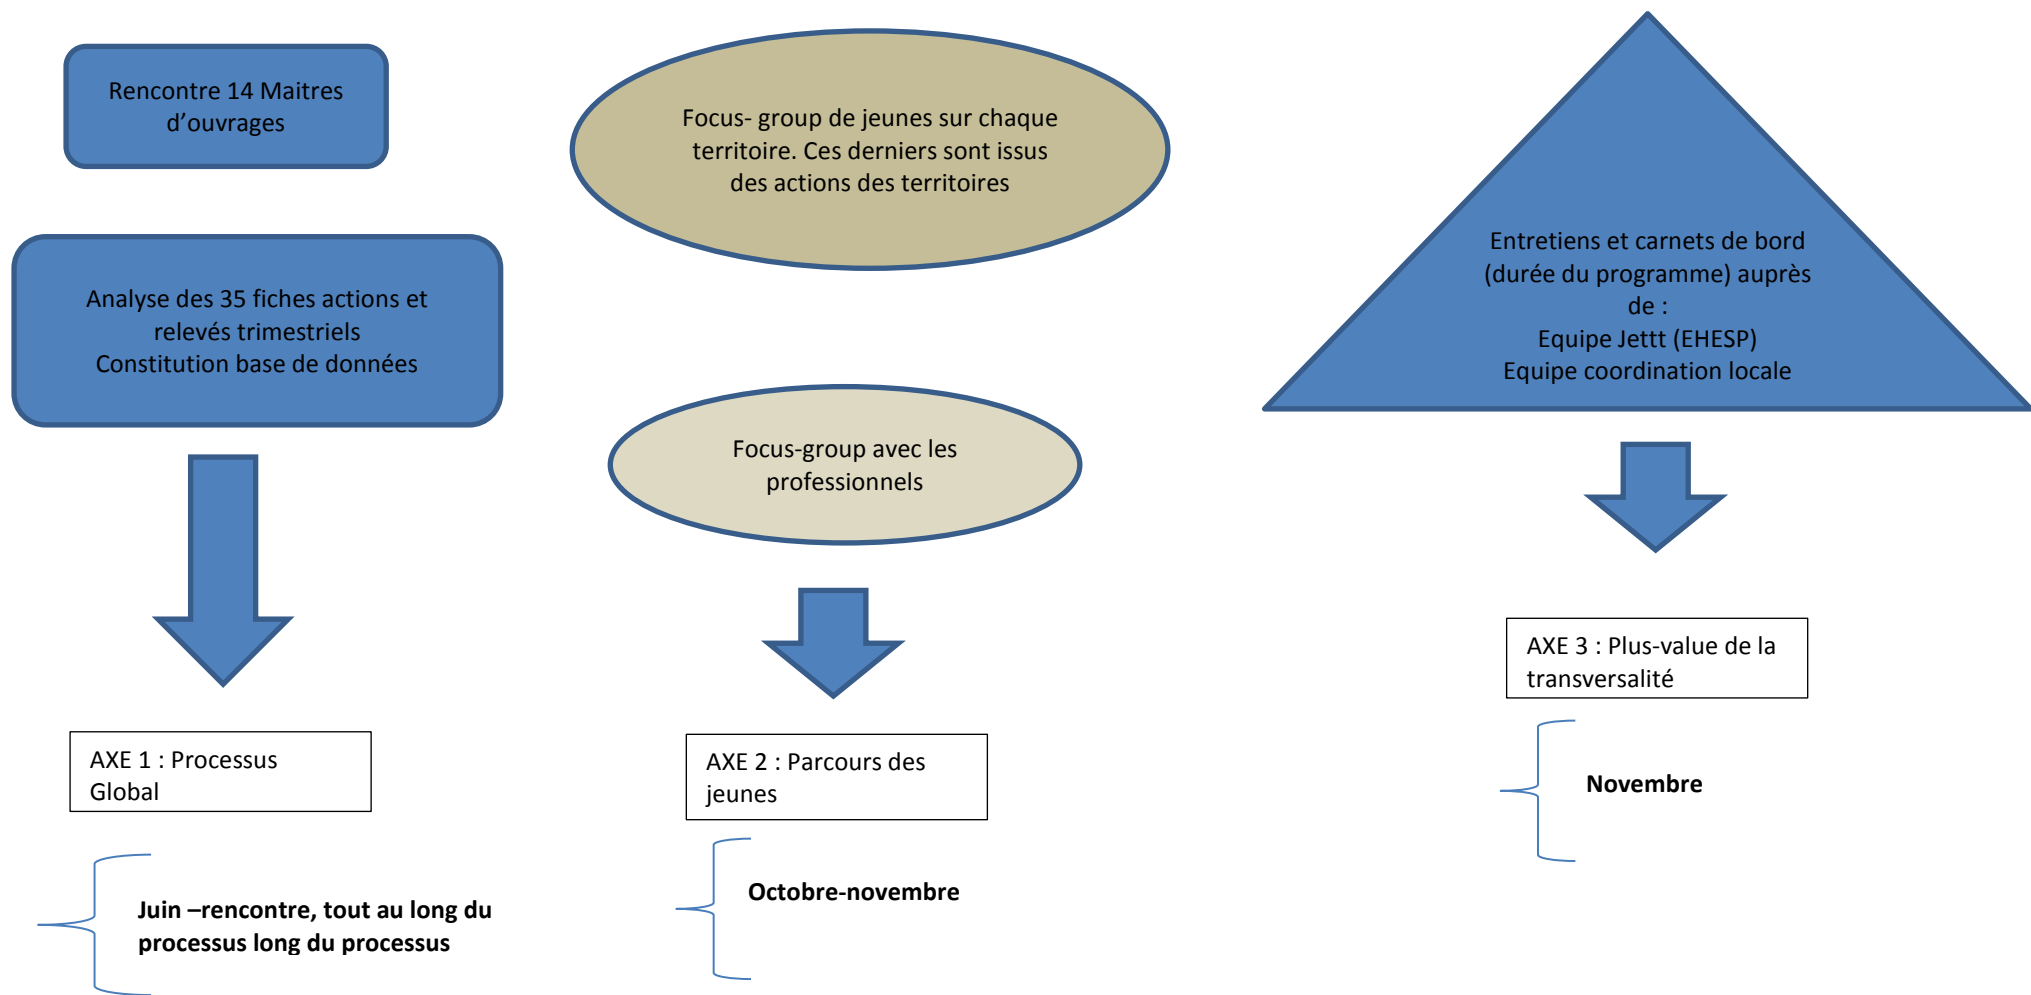 Rencontre 14 Maitres
d’ouvrages
Analyse des 35 fiches actions et
relevés trimestriels
Constitution base de données
AXE 1 : Processus
Global
Juin –rencontre, tout au long du
processus long du processus
Focus- group de jeunes sur chaque
territoire. Ces derniers sont issus
des actions des territoires
Focus-group avec les
professionnels
AXE 2 : Parcours des
jeunes
Octobre-novembre
Entretiens et carnets de bord
(durée du programme) auprès
de :
Equipe Jettt (EHESP)
Equipe coordination locale
AXE 3 : Plus-value de la
transversalité
Novembre